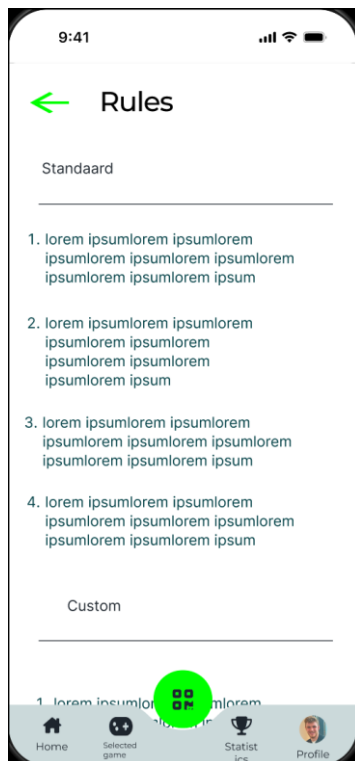 9:41
Rules
Standaard
1. lorem ipsumlorem ipsumlorem
ipsumlorem ipsumlorem ipsumlorem
ipsumlorem ipsumlorem ipsum
2. lorem ipsumlorem ipsumlorem
ipsumlorem ipsumlorem
ipsumlorem ipsumlorem
ipsumlorem ipsum
3. lorem ipsumlorem ipsumlorem
ipsumlorem ipsumlorem ipsumlorem
ipsumlorem ipsumlorem ipsum
4. lorem ipsumlorem ipsumlorem
ipsumlorem ipsumlorem ipsumlorem
ipsumlorem ipsumlorem ipsum
Custom
1. lorem
Home
Selected
game
Statist
ics
Profile